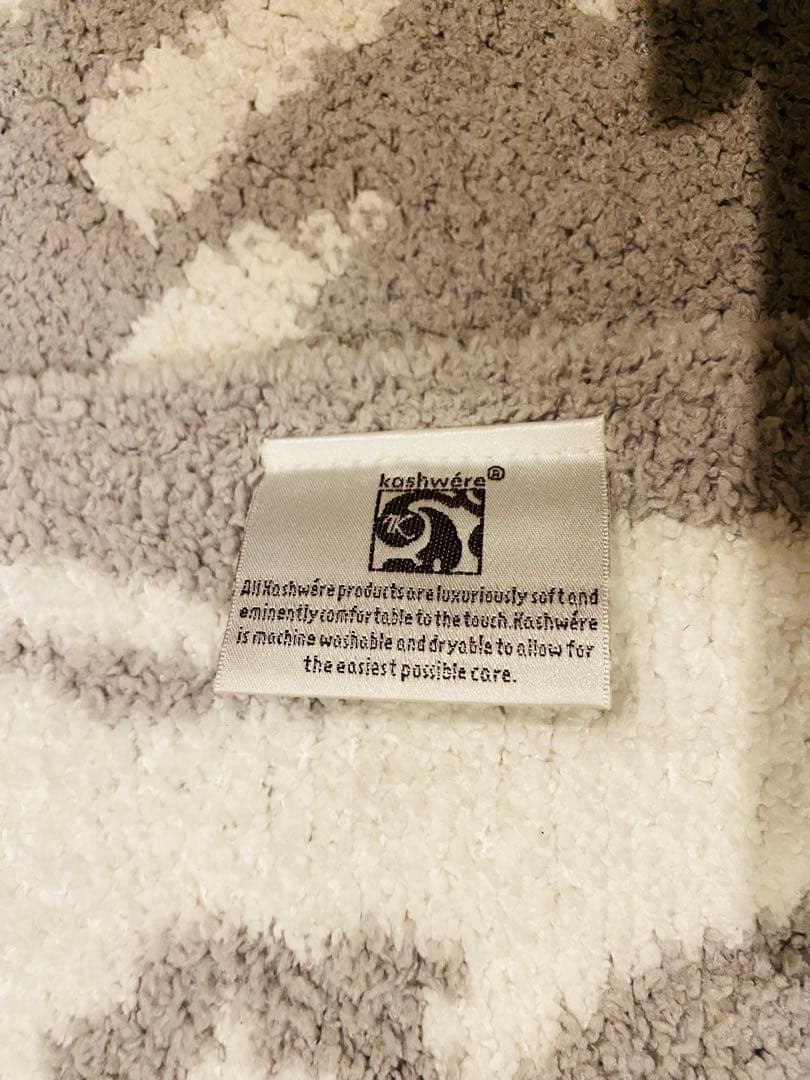 kashwére®
K
All Kashwére products are luxuriously soft and
eminently comfortable to the touch. Kashwére
is machine washable and dryable to allow for
the easiest possible care.